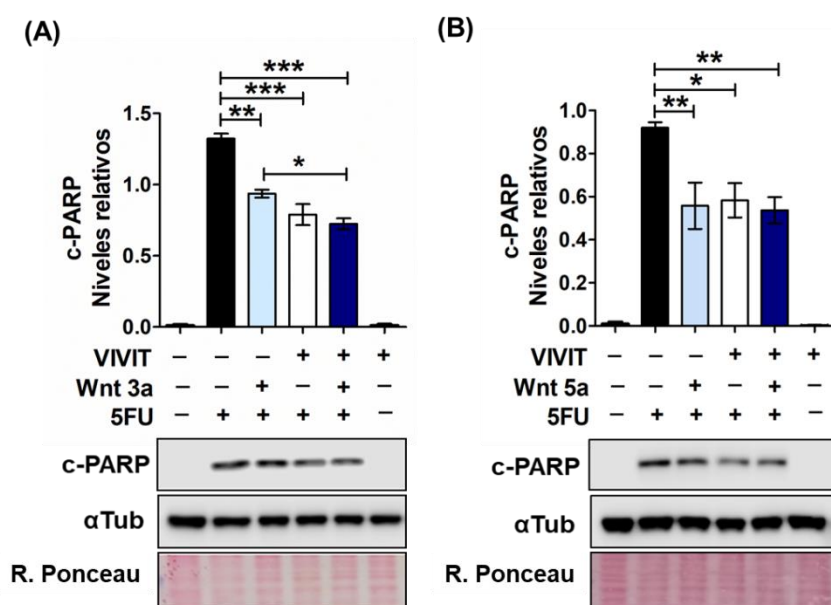 (A)
*** 
***
**
*
c-PARP
Niveles relativos
1.5
1.0
0.5
0.0
VIVIT – – – + + +
Wnt 3a – – + – + –
5FU – + + + + –
c-PARP
αTub
R. Ponceau
(B)
**
*
**
c-PARP
Niveles relativos
1.0
0.8
0.6
0.4
0.2
0.0
VIVIT – – – + + +
Wnt 5a – – + – + –
5FU – + + + + –
c-PARP
αTub
R. Ponceau